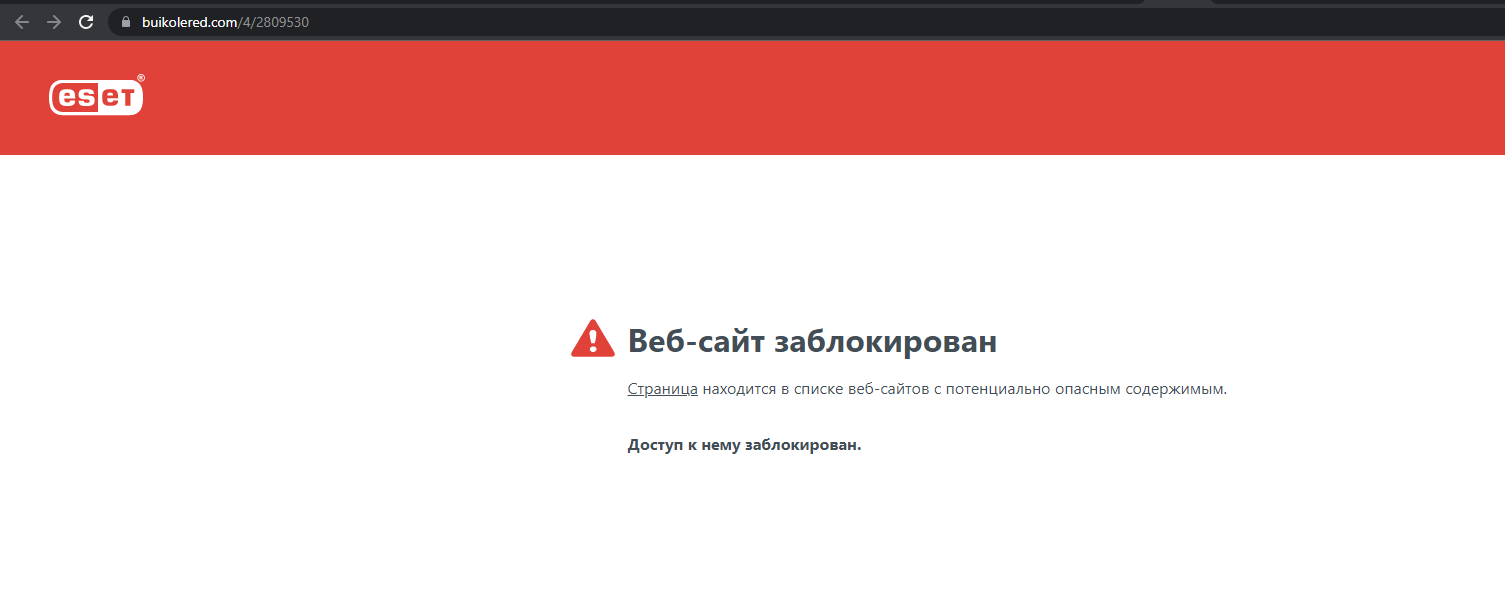 buikolered.com/4/2809530
eseT®
Веб-сайт заблокирован
Страница находится в списке веб-сайтов с потенциально опасным содержимым.
Доступ к нему заблокирован.